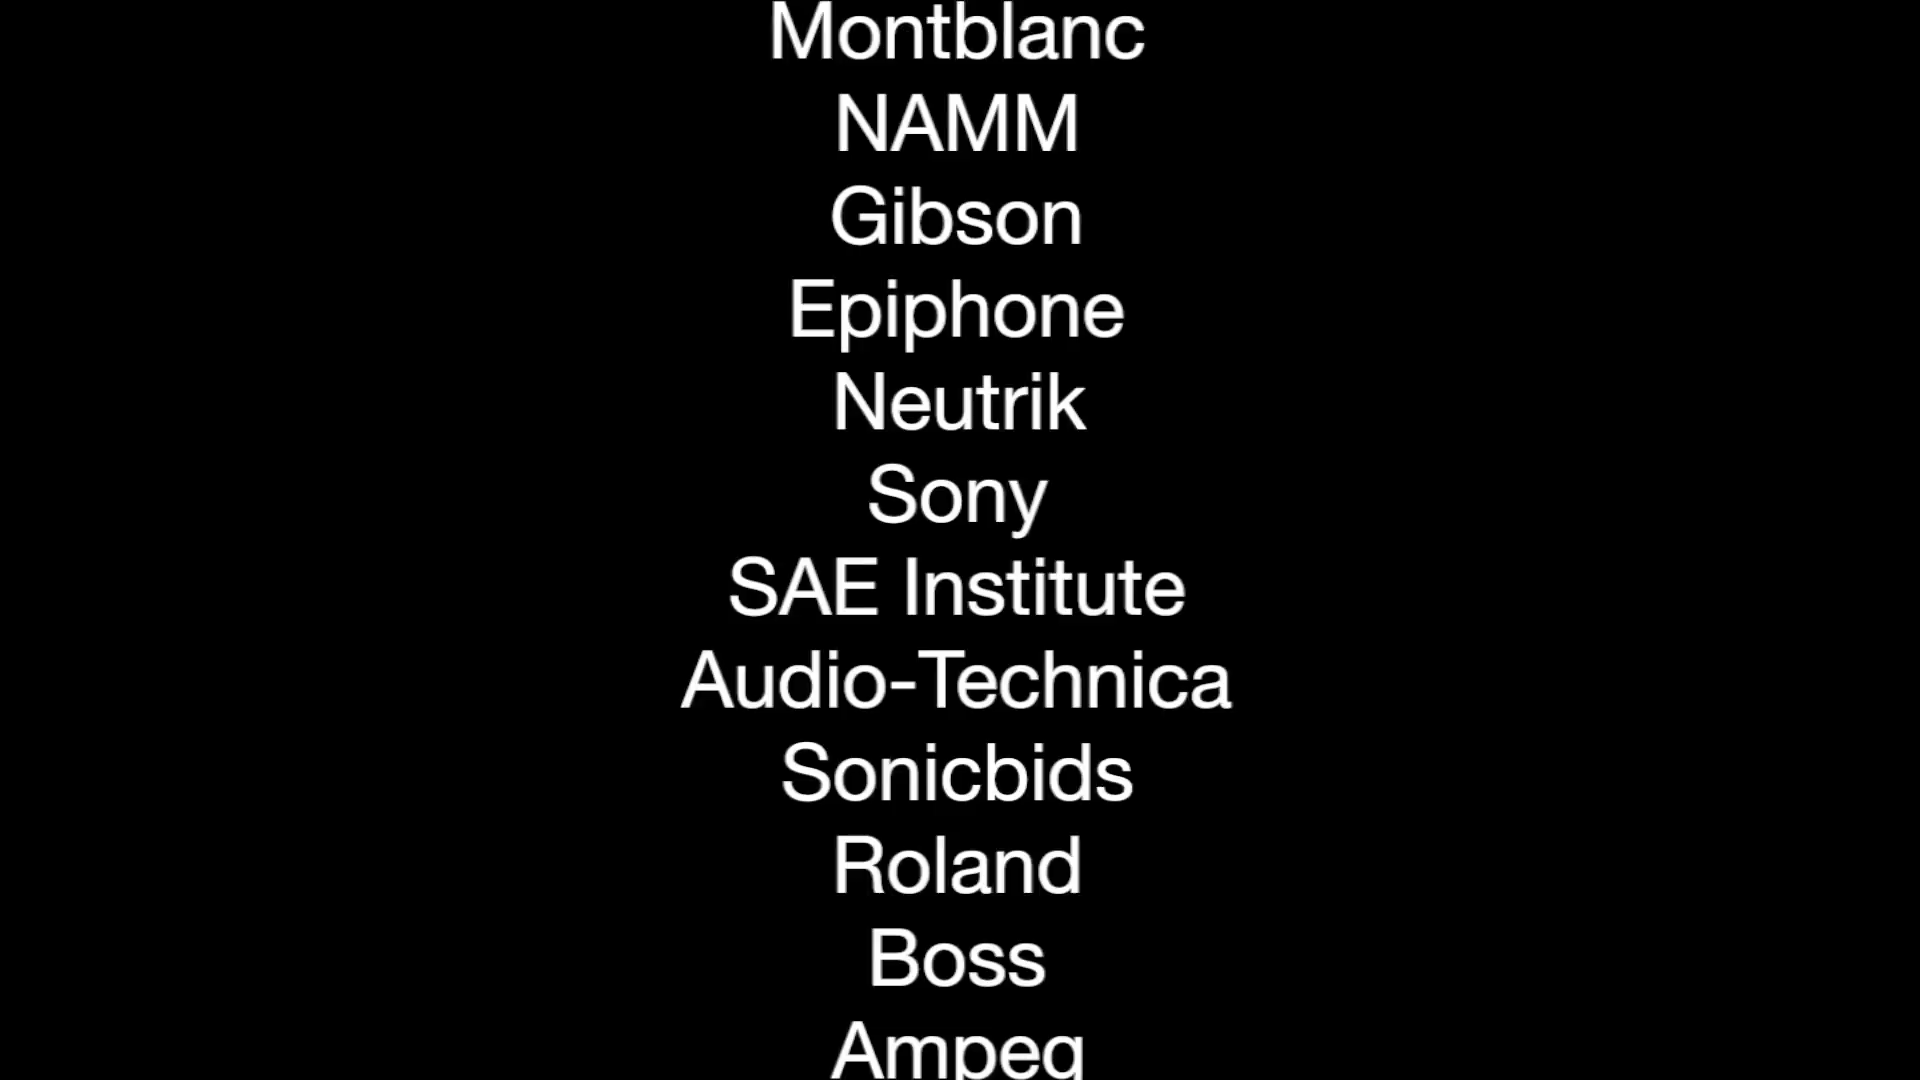 Montblanc
NAMM
Gibson
Epiphone
Neutrik
Sony
SAE Institute
Audio-Technica
Sonicbids
Roland
Boss
Ampeg